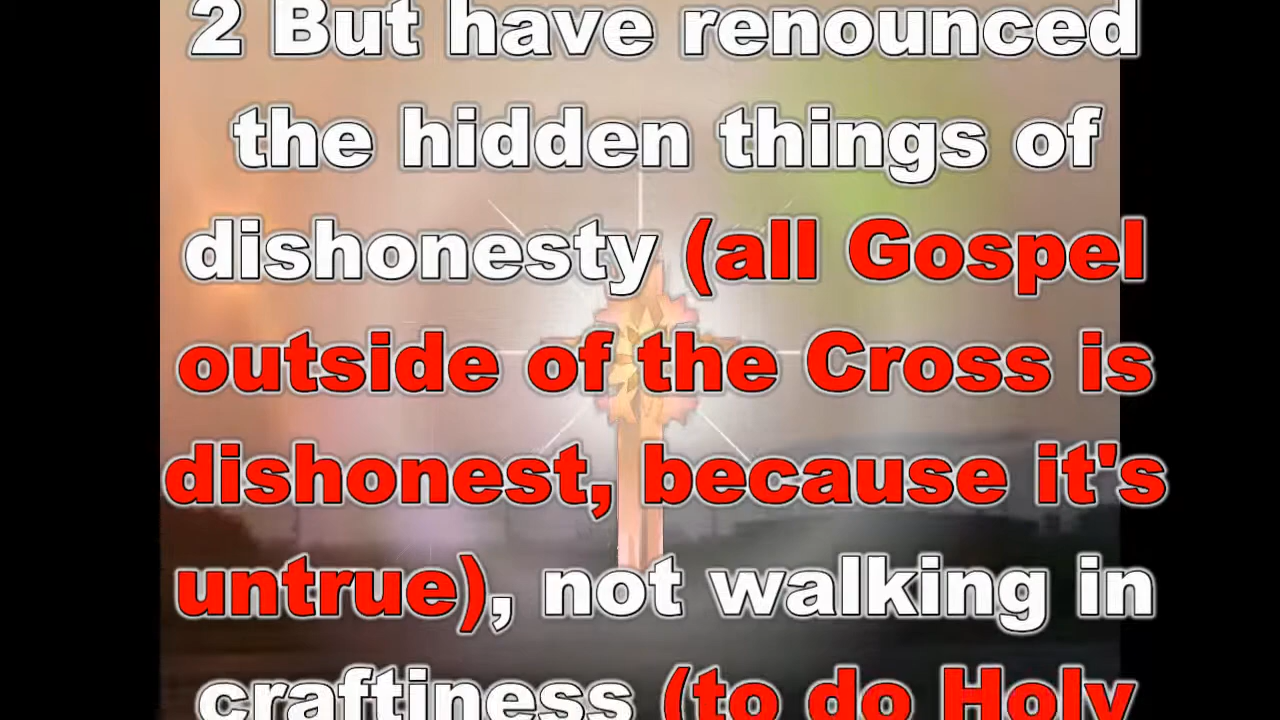 2 But have renounced
the hidden things of
dishonesty (all Gospel
outside of the Cross is
dishonest, because it's
untrue), not walking in
craftiness (to do Holy